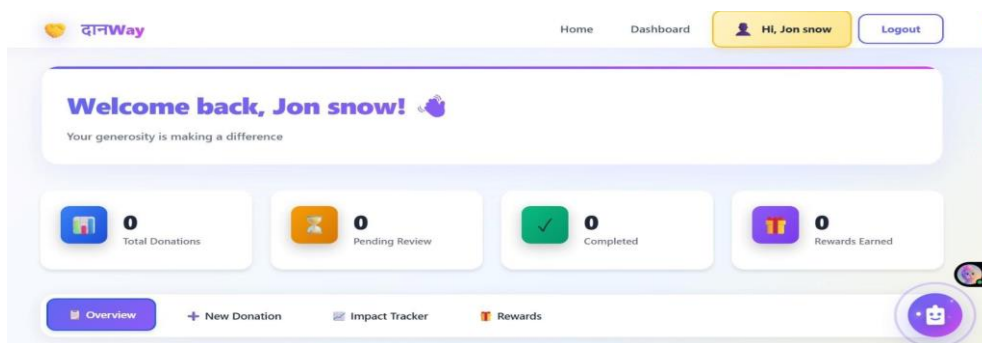 दानWay
Home
Dashboard
Hi, Jon snow
Logout
Welcome back, Jon snow!
Your generosity is making a difference
0
Total Donations
0
Pending Review
0
Completed
0
Rewards Earned
Overview
New Donation
Impact Tracker
Rewards